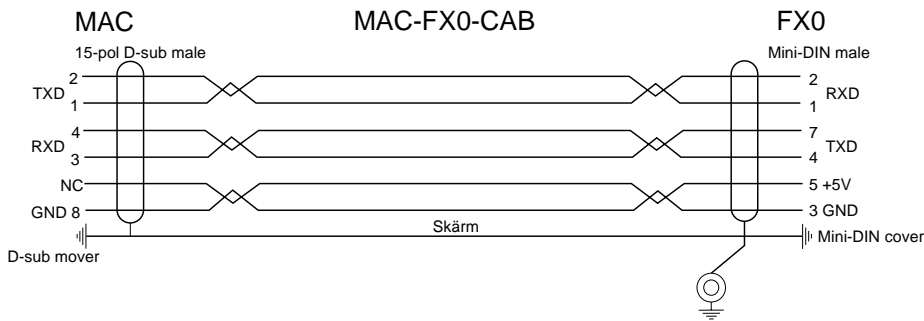 MAC MAC-FX0-CAB FX0
15-pol D-sub male Mini-DIN male
2 2
TXD RXD
1 1
4 7
RXD TXD
3 4
NC 5 +5V
GND 8 3 GND
Skärm
D-sub mover Mini-DIN cover